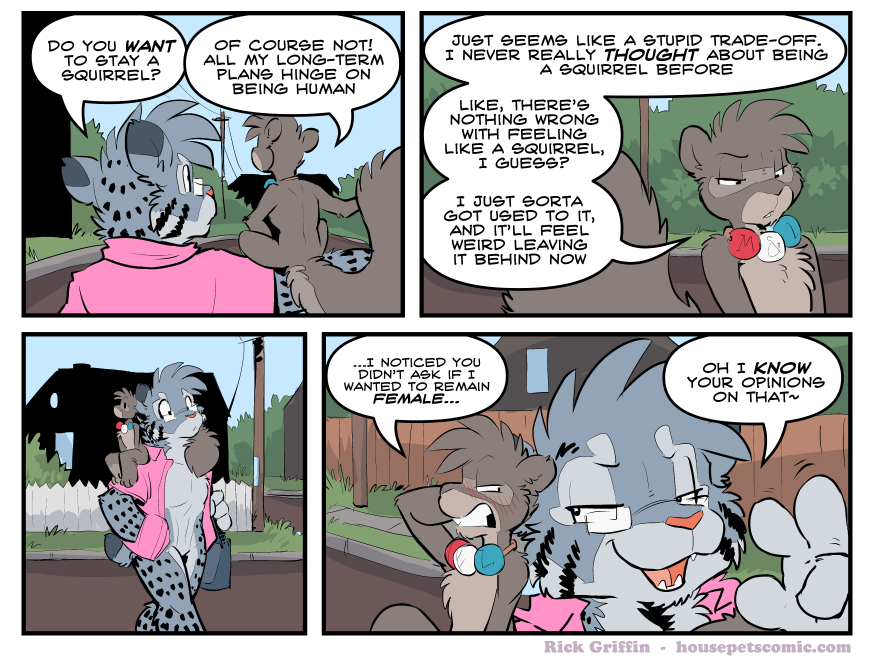 DO YOU WANT
TO STAY A
SQUIRREL?
OF COURSE NOT!
ALL MY LONG-TERM
PLANS HINGE ON
BEING HUMAN
JUST SEEMS LIKE A STUPID TRADE-OFF.
I NEVER REALLY THOUGHT ABOUT BEING
A SQUIRREL BEFORE
LIKE, THERE'S
NOTHING WRONG
WITH FEELING
LIKE A SQUIRREL,
I GUESS?
I JUST SORTA
GOT USED TO IT,
AND IT'LL FEEL
WEIRD LEAVING
IT BEHIND NOW
...I NOTICED YOU
DIDN'T ASK IF I
WANTED TO REMAIN
FEMALE...
OH I KNOW
YOUR OPINIONS
ON THAT~
Rick Griffin - housepetscomic.com